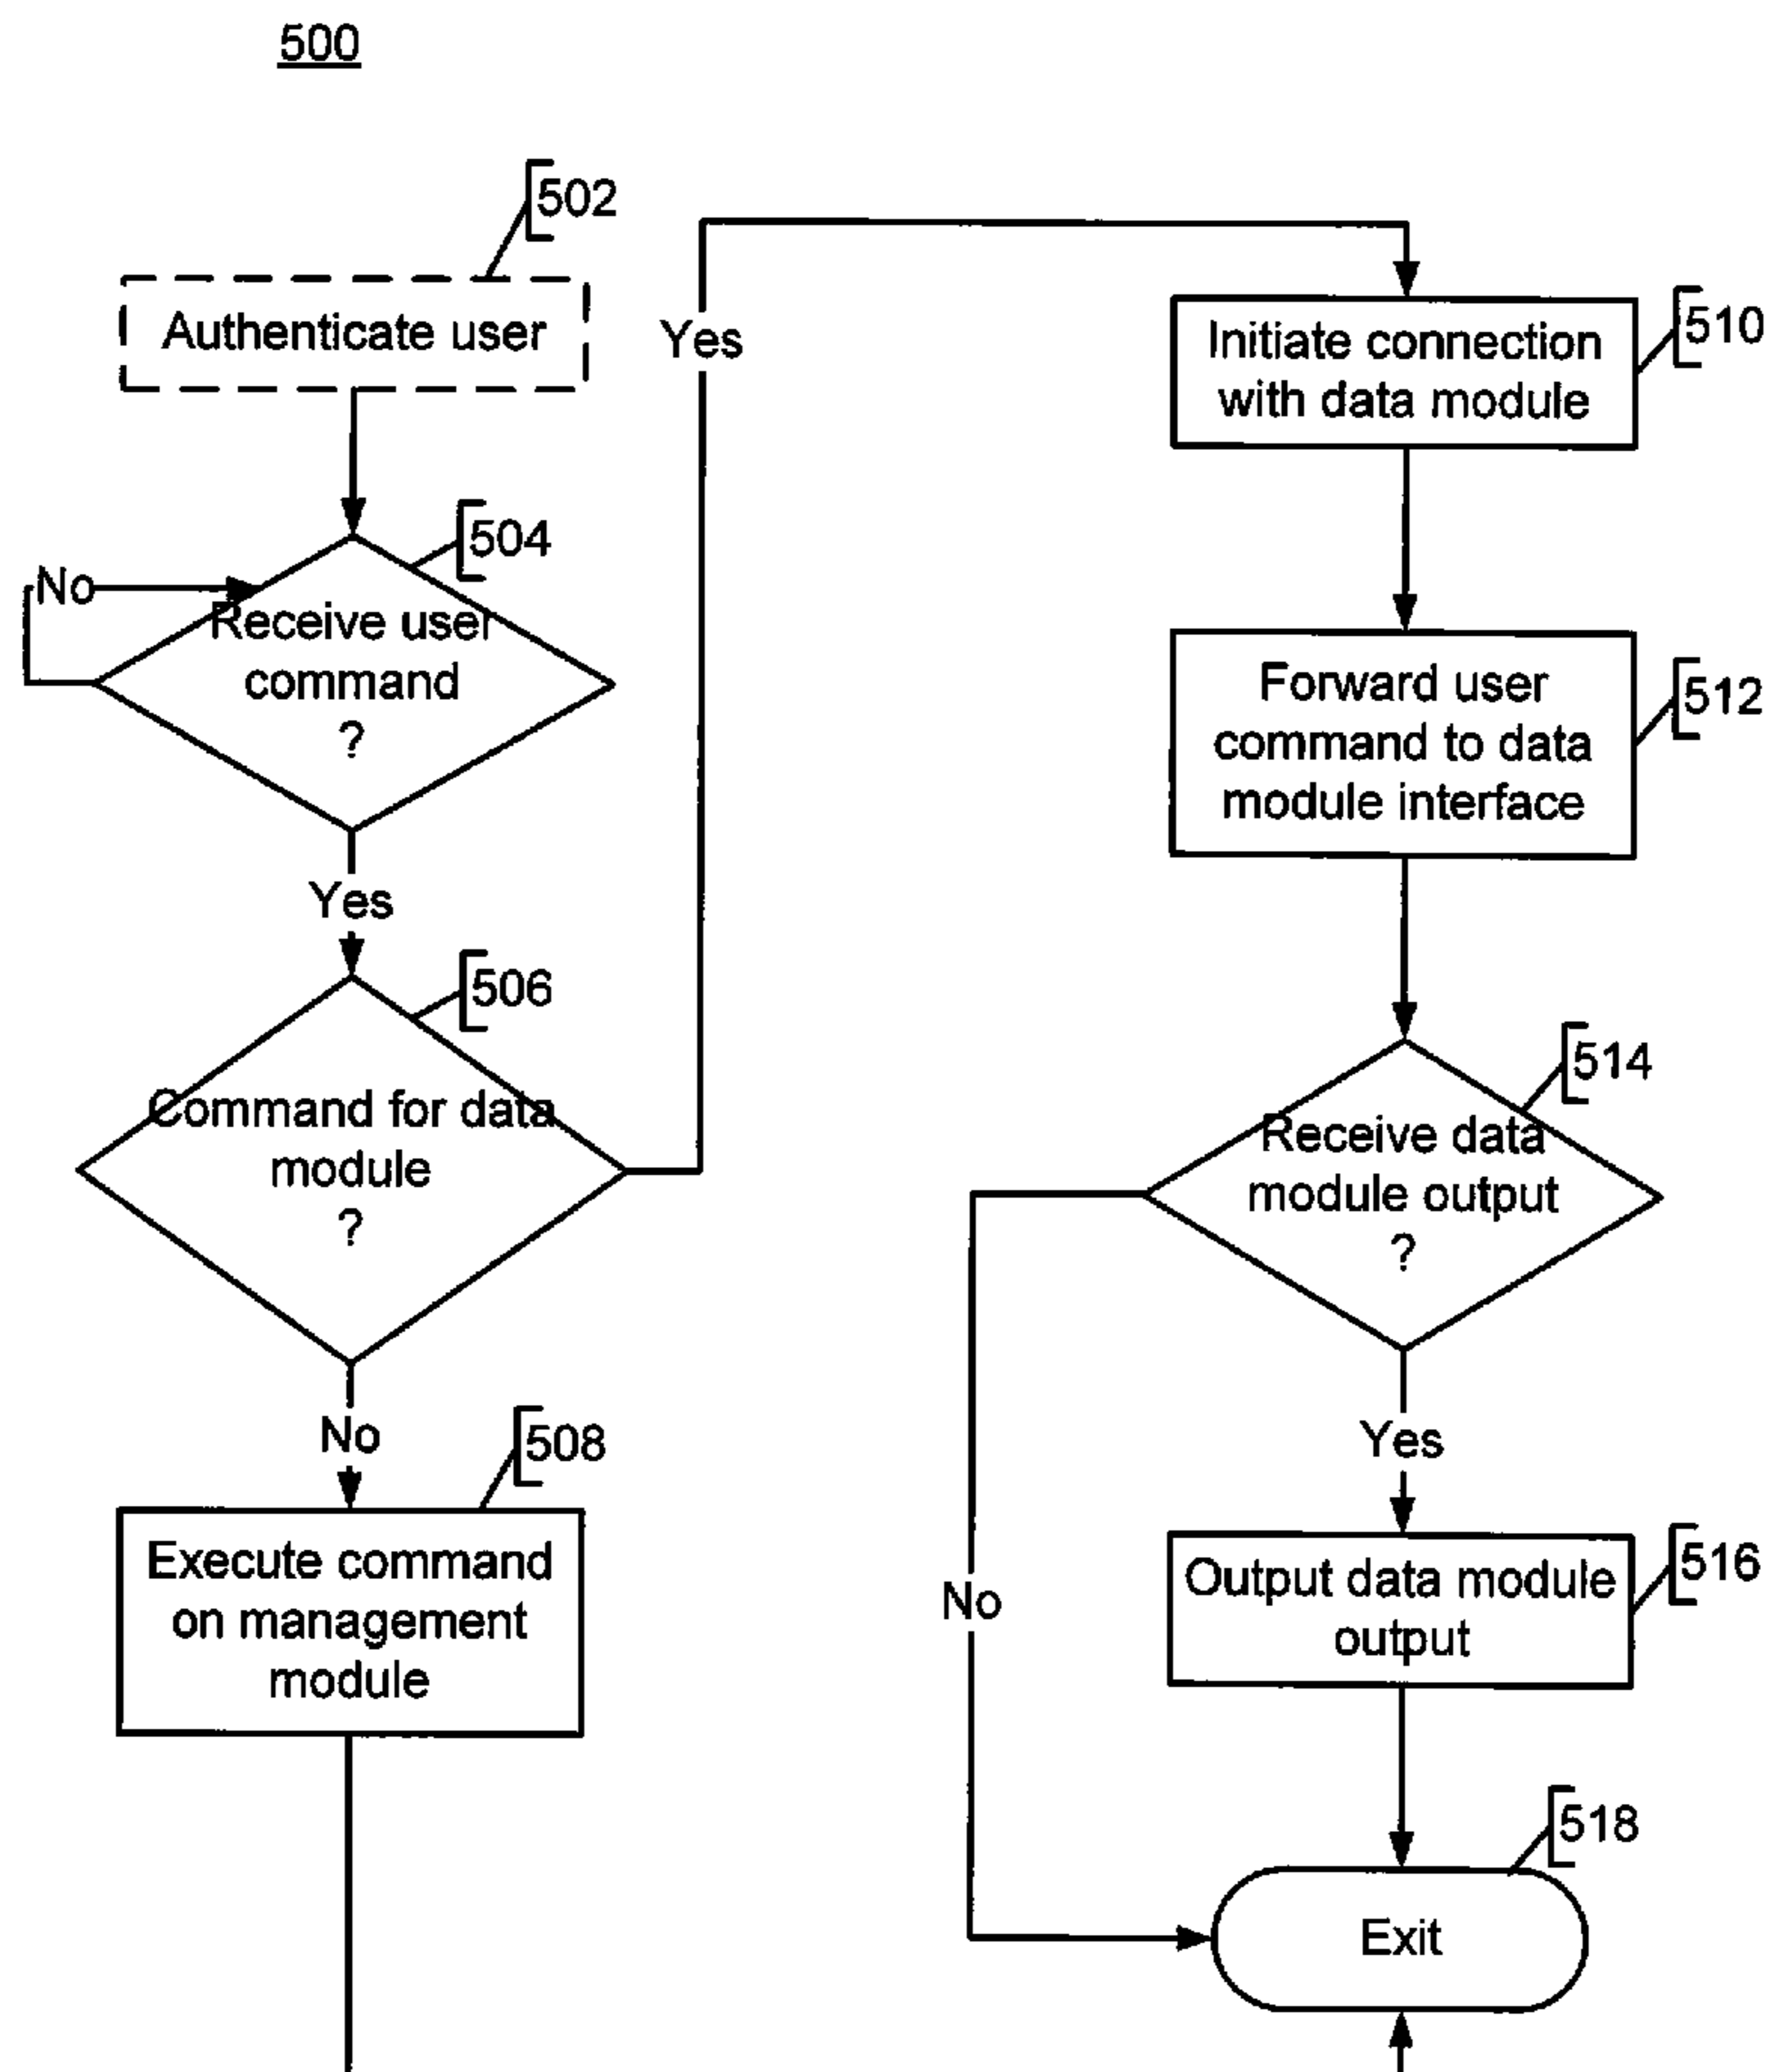 500
502
Authenticate user
504
No
Receive user
command
?
Yes
506
Command for data
module
?
No
508
Execute command
on management
module
Yes
510
Initiate connection
with data module
512
Forward user
command to data
module interface
514
Receive data
module output
?
Yes
No
516
Output data module
output
518
Exit